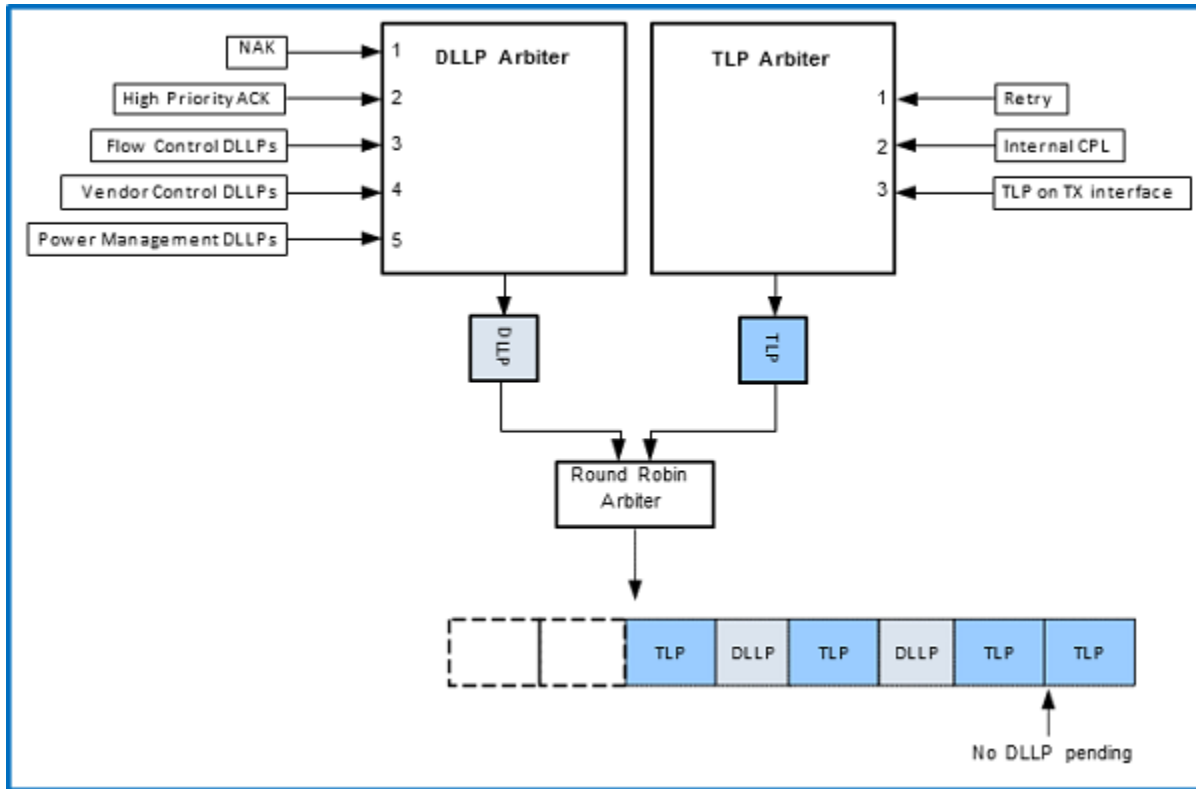 NAK
High Priority ACK
Flow Control DLLPs
Vendor Control DLLPs
Power Management DLLPs
1
2
3
4
5
DLLP Arbiter
TLP Arbiter
1
2
3
Retry
Internal CPL
TLP on TX interface
DLLP
TLP
Round Robin
Arbiter
TLP DLLP TLP DLLP TLP TLP
No DLLP pending